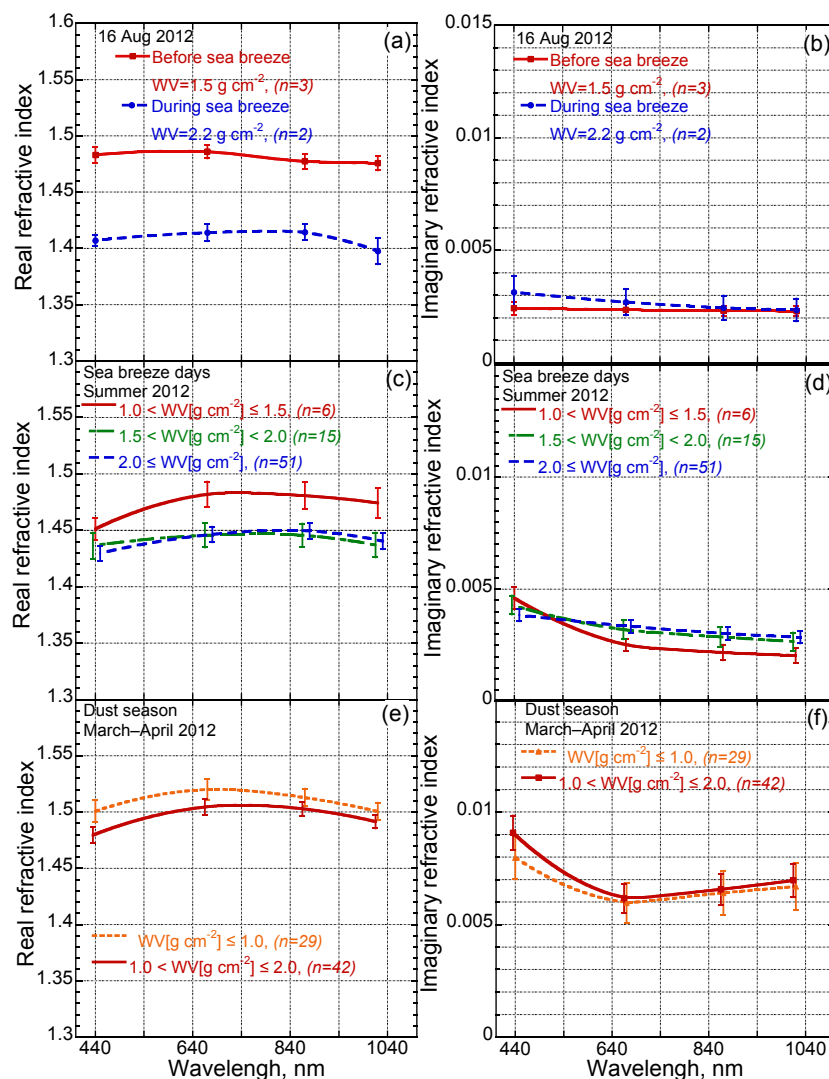 16 Aug 2012 (a)
Before sea breeze
WV=1.5 g cm-2, (n=3)
During sea breeze
WV=2.2 g cm-2, (n=2)
Real refractive index
1.6
1.55
1.5
1.45
1.4
1.35
1.3
16 Aug 2012 (b)
Before sea breeze
WV=1.5 g cm-2, (n=3)
During sea breeze
WV=2.2 g cm-2, (n=2)
Imaginary refractive index
0.015
0.01
0.005
0
Sea breeze days (c)
Summer 2012
1.0 < WV[g cm-2] ≤ 1.5, (n=6)
1.5 < WV[g cm-2] < 2.0, (n=15)
2.0 ≤ WV[g cm-2], (n=51)
Real refractive index
1.55
1.5
1.45
1.4
1.35
1.3
Sea breeze days (d)
Summer 2012
1.0 < WV[g cm-2] ≤ 1.5, (n=6)
1.5 < WV[g cm-2] < 2.0, (n=15)
2.0 ≤ WV[g cm-2], (n=51)
Imaginary refractive index
0.01
0.005
0
Dust season (e)
March–April 2012
WV[g cm-2] ≤ 1.0, (n=29)
1.0 < WV[g cm-2] ≤ 2.0, (n=42)
Real refractive index
1.55
1.5
1.45
1.4
1.35
1.3
440 640 840 1040
Wavelengh, nm
Dust season (f)
March–April 2012
WV[g cm-2] ≤ 1.0, (n=29)
1.0 < WV[g cm-2] ≤ 2.0, (n=42)
Imaginary refractive index
0.01
0.005
0
440 640 840 1040
Wavelengh, nm